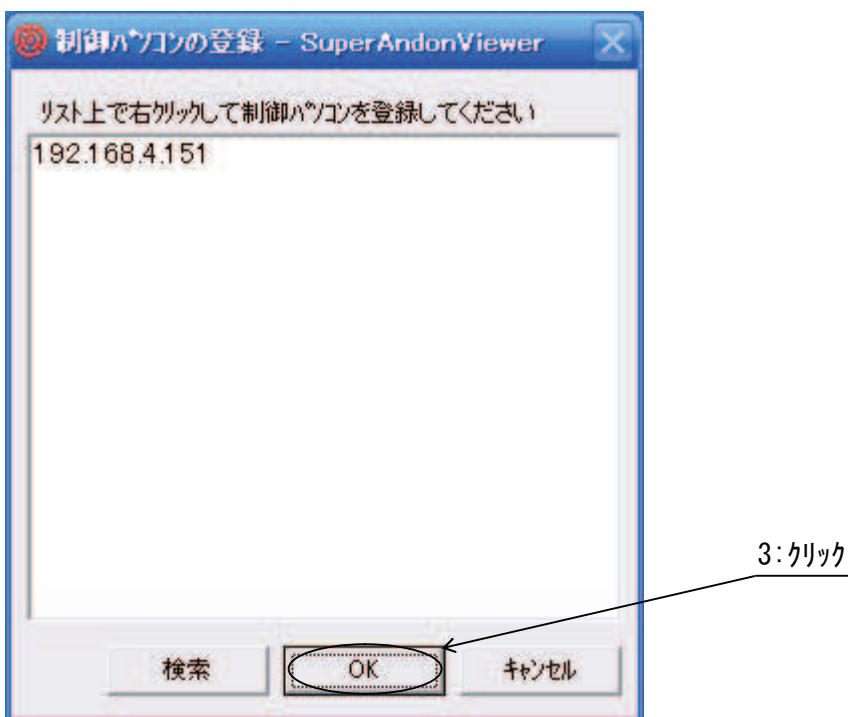 制御ﾊﾟｿｺﾝの登録 - SuperAndonViewer
ﾘｽﾄ上で右ｸﾘｯｸして制御ﾊﾟｿｺﾝを登録してください
192.168.4.151
3:ｸﾘｯｸ
検索 OK ｷｬﾝｾﾙ